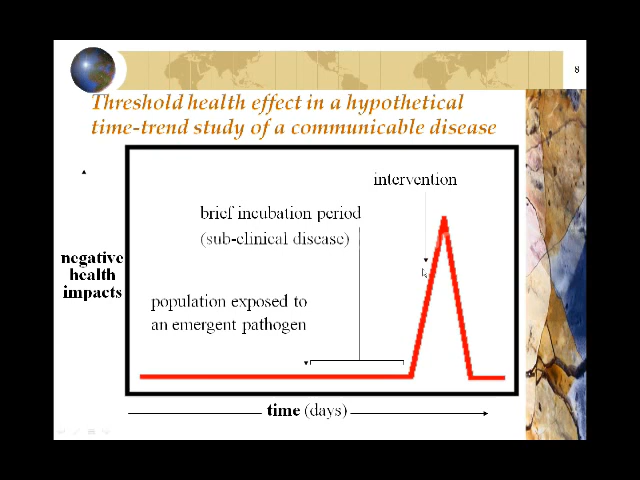 8
Threshold health effect in a hypothetical
time-trend study of a communicable disease
intervention
brief incubation period
(sub-clinical disease)
negative
health
impacts
population exposed to
an emergent pathogen
time (days)